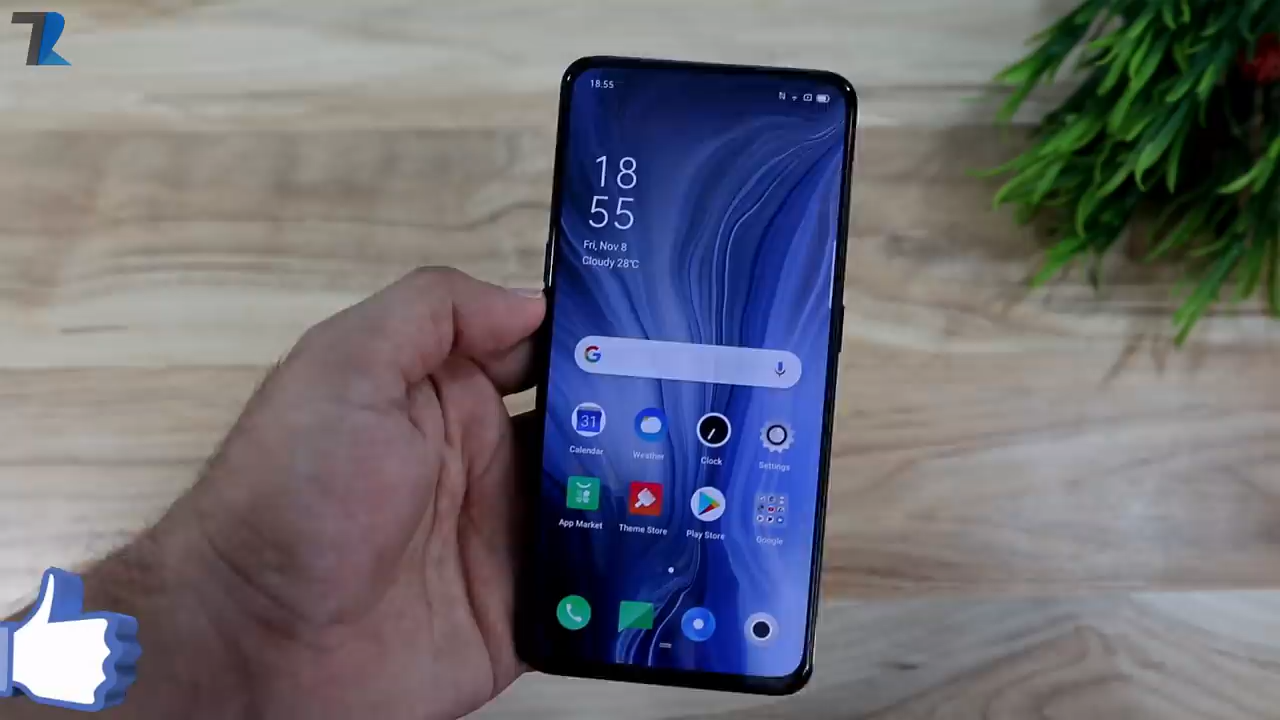 18.55
18
55
Fri, Nov 8
Cloudy 28°C
G
31
Calendar
Weather
Clock
Settings
App Market
Theme Store
Play Store
Google